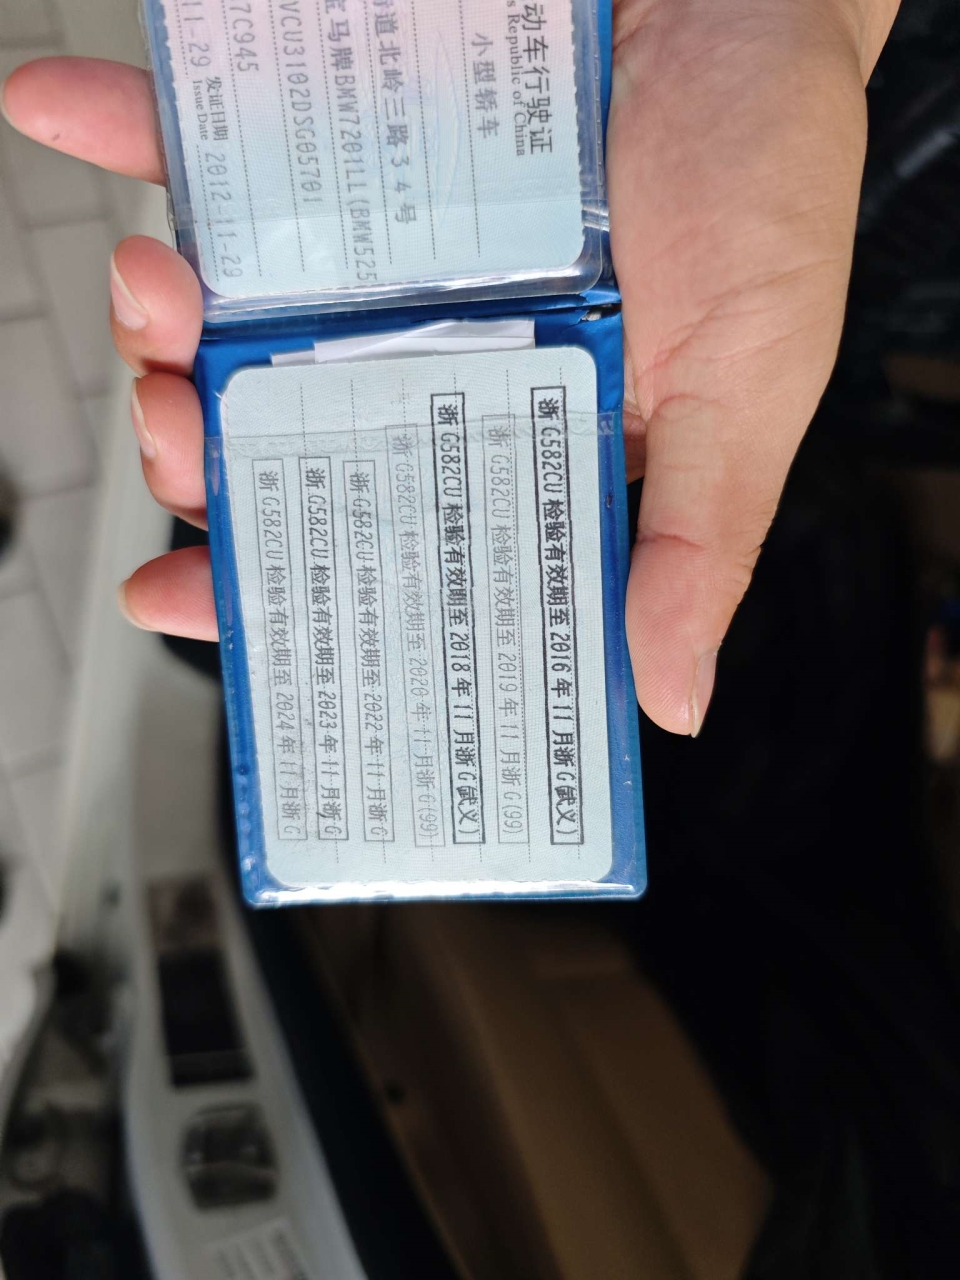 动车行驶证
s Republic of China
小型轿车
街道北岭三路34号
宝马牌BMW7201LL(BMW525
VCU3102DSG05701
7C945
11-29 发证日期 2012-11-29
Issue Date
浙G582CU检验有效期至2016年11月浙G(武义)
浙G582CU检验有效期至2019年11月浙G(99)
浙G582CU检验有效期至2018年11月浙G(武义)
浙G582CU检验有效期至2020年11月浙G(99)
浙G582CU检验有效期至2022年11月浙G
浙G582CU检验有效期至2023年11月浙G
浙G582CU检验有效期至2024年11月浙G